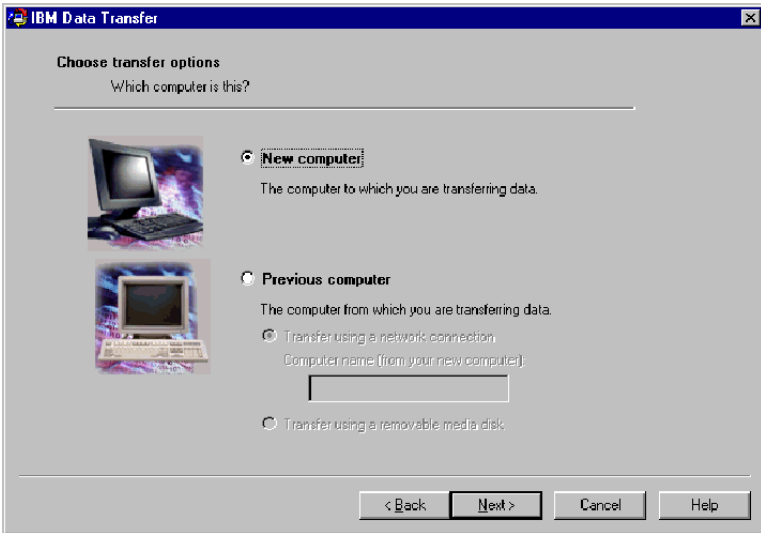 IBM Data Transfer
Choose transfer options
Which computer is this?
New computer
The computer to which you are transferring data.
Previous computer
The computer from which you are transferring data.
Transfer using a network connection
Computer name (from your new computer):
Transfer using a removable media disk
< Back Next > Cancel Help